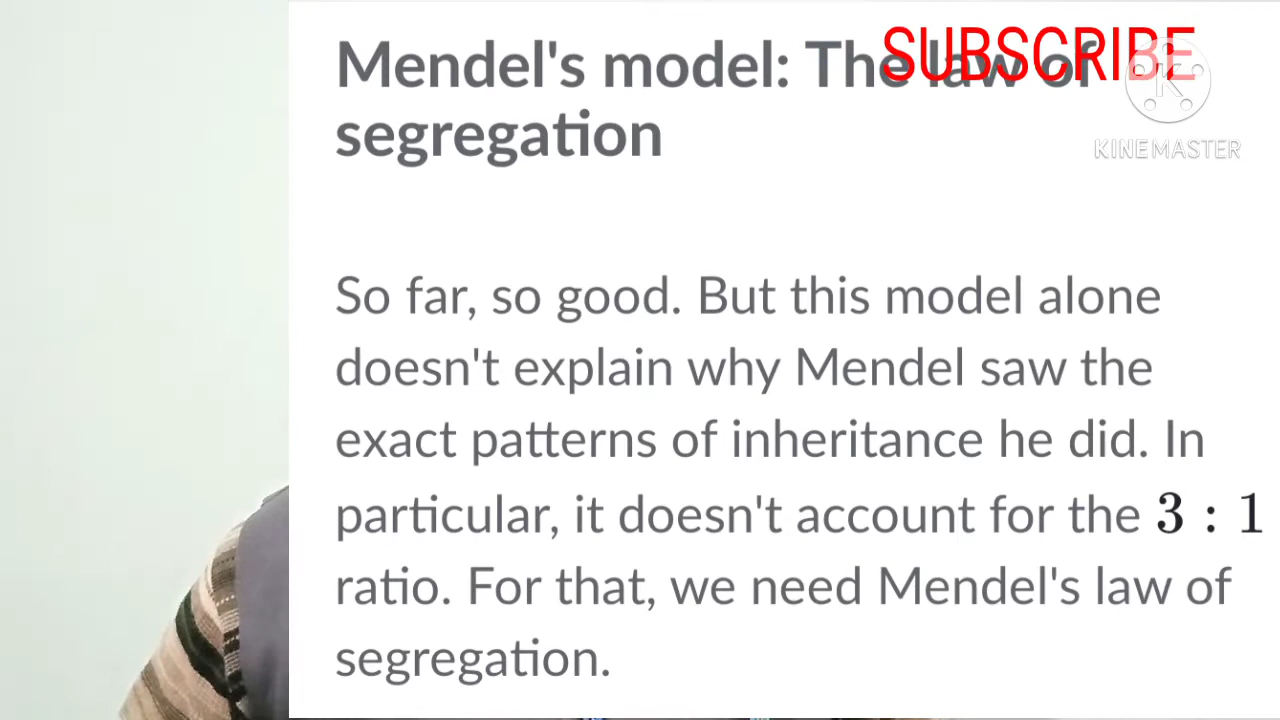 Mendel's model: The law of
SUBSCRIBE
segregation
KINEMASTER
So far, so good. But this model alone
doesn't explain why Mendel saw the
exact patterns of inheritance he did. In
particular, it doesn't account for the 3 : 1
ratio. For that, we need Mendel's law of
segregation.